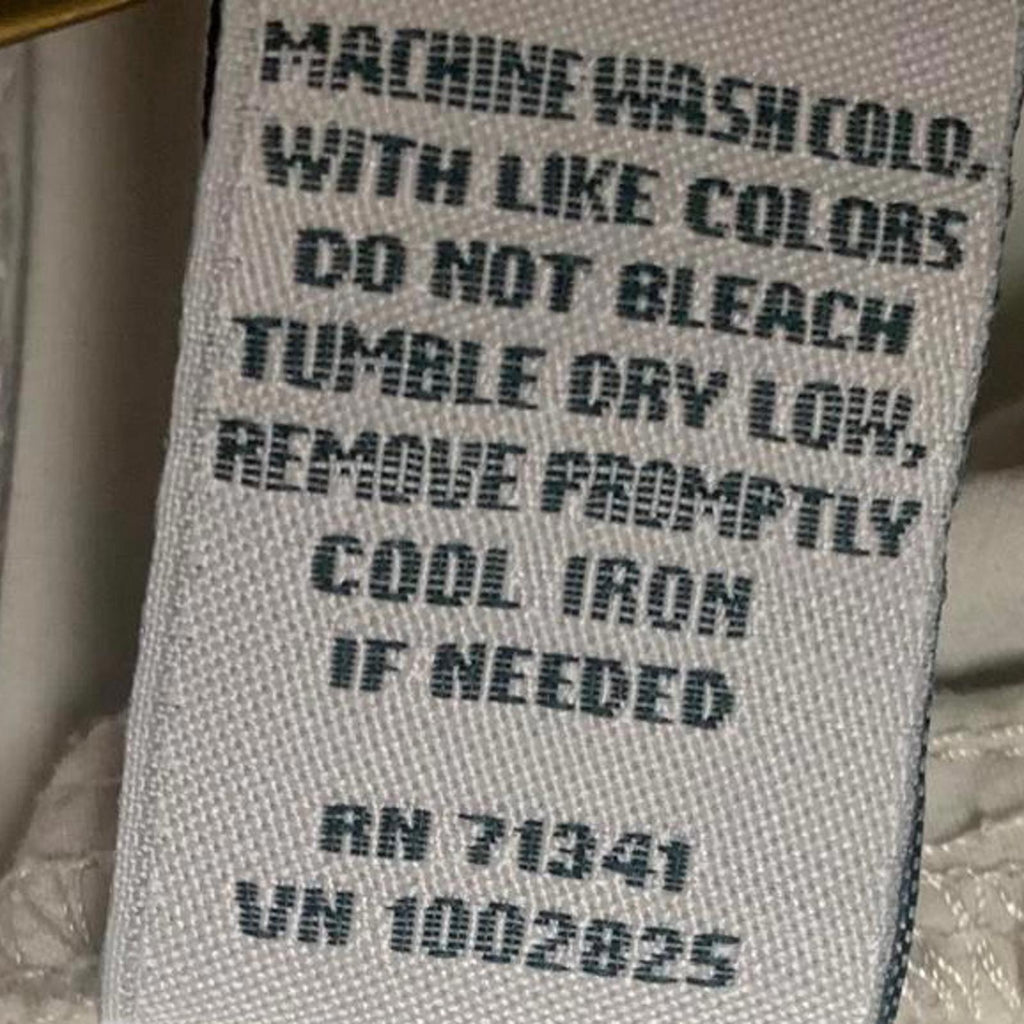 MACHINE WASH COLD,
WITH LIKE COLORS
DO NOT BLEACH
TUMBLE DRY LOW,
REMOVE PROMPTLY
COOL IRON
IF NEEDED
RN 71341
VN 1002825